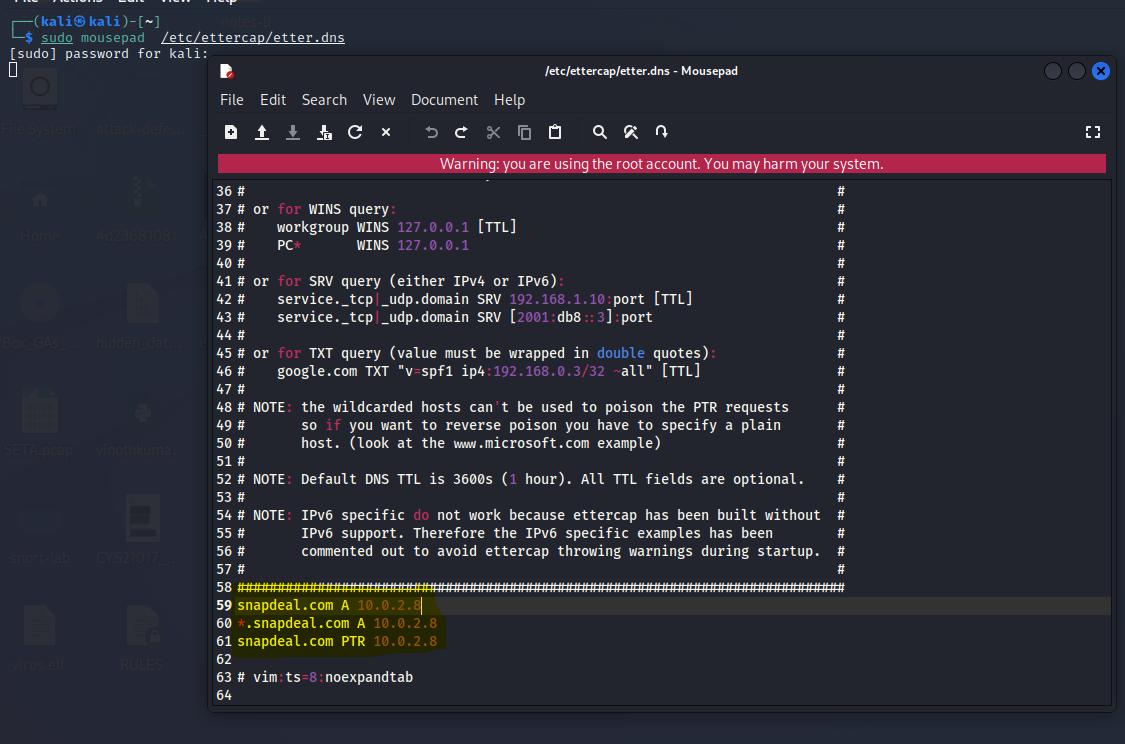 File Actions Edit View Help
┌──(kali㉿kali)-[~]
└─$ sudo mousepad /etc/ettercap/etter.dns
[sudo] password for kali:
/etc/ettercap/etter.dns - Mousepad
File Edit Search View Document Help
Warning: you are using the root account. You may harm your system.
36 # #
37 # or for WINS query: #
38 # workgroup WINS 127.0.0.1 [TTL] #
39 # PC* WINS 127.0.0.1 #
40 # #
41 # or for SRV query (either IPv4 or IPv6): #
42 # service._tcp|_udp.domain SRV 192.168.1.10:port [TTL] #
43 # service._tcp|_udp.domain SRV [2001:db8::3]:port #
44 # #
45 # or for TXT query (value must be wrapped in double quotes): #
46 # google.com TXT "v=spf1 ip4:192.168.0.3/32 ~all" [TTL] #
47 # #
48 # NOTE: the wildcarded hosts can't be used to poison the PTR requests #
49 # so if you want to reverse poison you have to specify a plain #
50 # host. (look at the www.microsoft.com example) #
51 # #
52 # NOTE: Default DNS TTL is 3600s (1 hour). All TTL fields are optional. #
53 # #
54 # NOTE: IPv6 specific do not work because ettercap has been built without #
55 # IPv6 support. Therefore the IPv6 specific examples has been #
56 # commented out to avoid ettercap throwing warnings during startup. #
57 # #
58 ############################################################################
59 snapdeal.com A 10.0.2.8
60 *.snapdeal.com A 10.0.2.8
61 snapdeal.com PTR 10.0.2.8
62
63 # vim:ts=8:noexpandtab
64
File System
Home
SETA.pcap
snort-lab
virus.elf
RULES